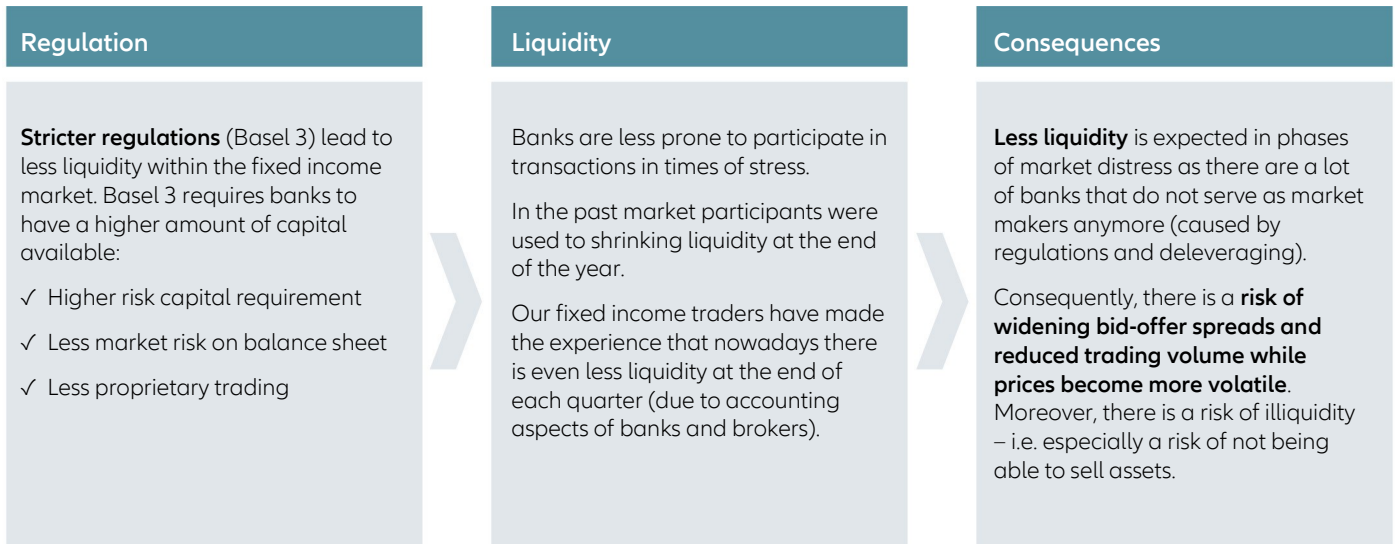 Regulation
Stricter regulations (Basel 3) lead to
less liquidity within the fixed income
market. Basel 3 requires banks to
have a higher amount of capital
available:
✓ Higher risk capital requirement
✓ Less market risk on balance sheet
✓ Less proprietary trading
Liquidity
Banks are less prone to participate in
transactions in times of stress.
In the past market participants were
used to shrinking liquidity at the end
of the year.
Our fixed income traders have made
the experience that nowadays there
is even less liquidity at the end of
each quarter (due to accounting
aspects of banks and brokers).
Consequences
Less liquidity is expected in phases
of market distress as there are a lot
of banks that do not serve as market
makers anymore (caused by
regulations and deleveraging).
Consequently, there is a risk of
widening bid-offer spreads and
reduced trading volume while
prices become more volatile.
Moreover, there is a risk of illiquidity
– i.e. especially a risk of not being
able to sell assets.